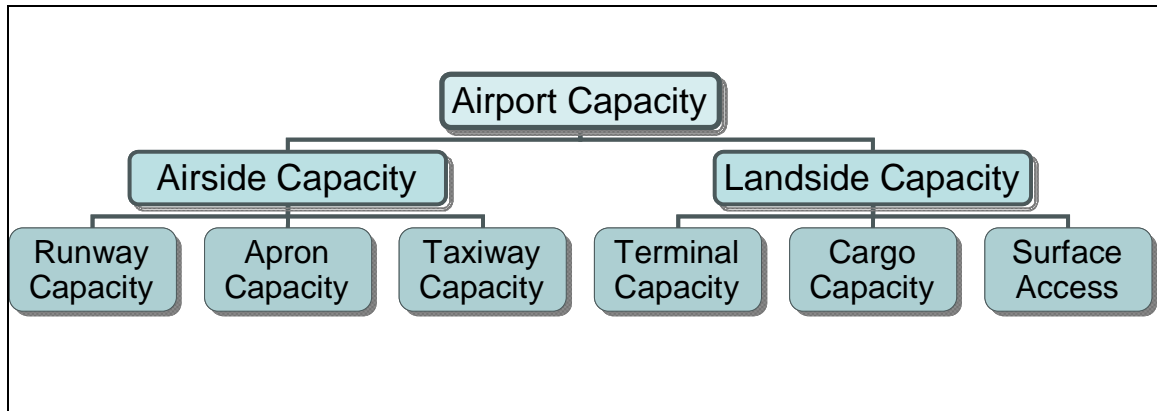 Airport Capacity
Airside Capacity
Landside Capacity
Runway
Capacity
Apron
Capacity
Taxiway
Capacity
Terminal
Capacity
Cargo
Capacity
Surface
Access